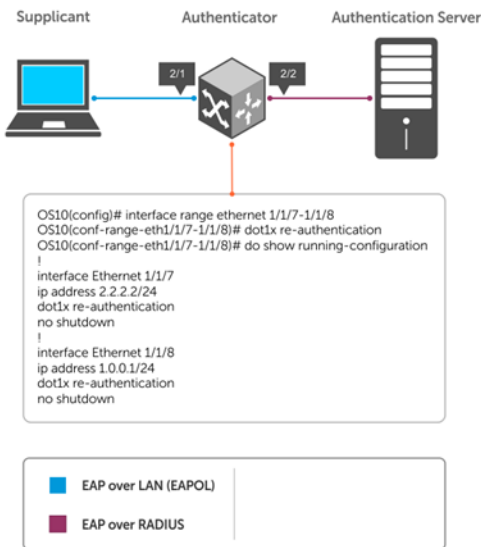 Supplicant
Authenticator
Authentication Server
2/1
2/2
OS10(config)# interface range ethernet 1/1/7-1/1/8
OS10(conf-range-eth1/1/7-1/1/8)# dot1x re-authentication
OS10(conf-range-eth1/1/7-1/1/8)# do show running-configuration
!
interface Ethernet 1/1/7
ip address 2.2.2.2/24
dot1x re-authentication
no shutdown
!
interface Ethernet 1/1/8
ip address 1.0.0.1/24
dot1x re-authentication
no shutdown
EAP over LAN (EAPOL)
EAP over RADIUS